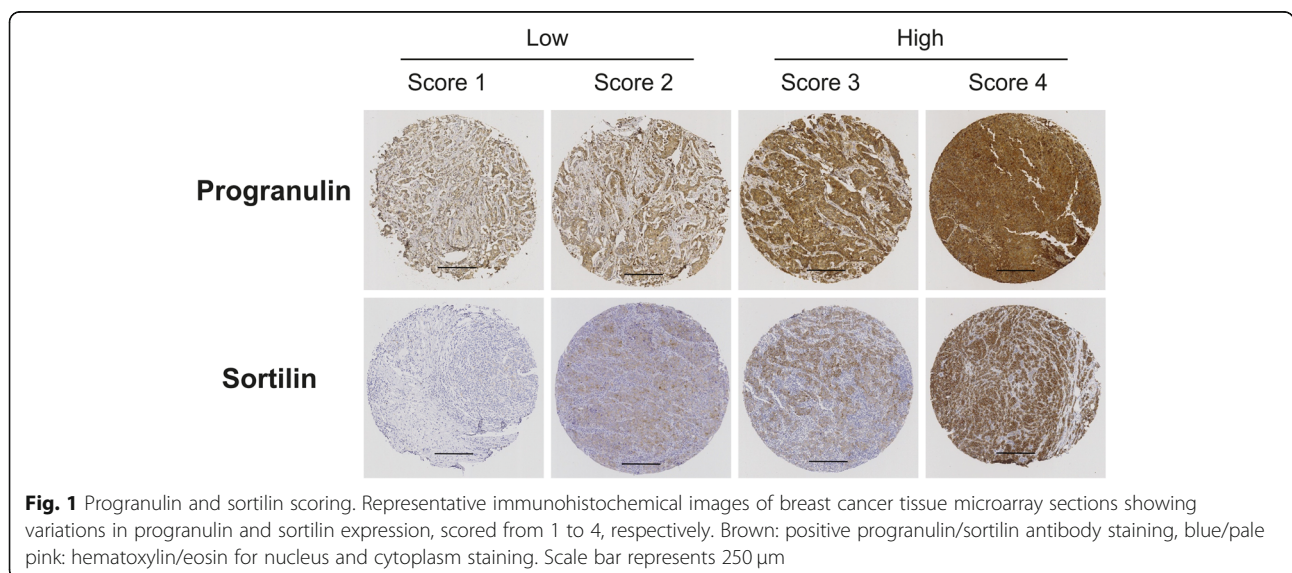 Low High
Score 1 Score 2 Score 3 Score 4
Progranulin
Sortilin
Fig. 1 Progranulin and sortilin scoring. Representative immunohistochemical images of breast cancer tissue microarray sections showing
variations in progranulin and sortilin expression, scored from 1 to 4, respectively. Brown: positive progranulin/sortilin antibody staining, blue/pale
pink: hematoxylin/eosin for nucleus and cytoplasm staining. Scale bar represents 250 μm